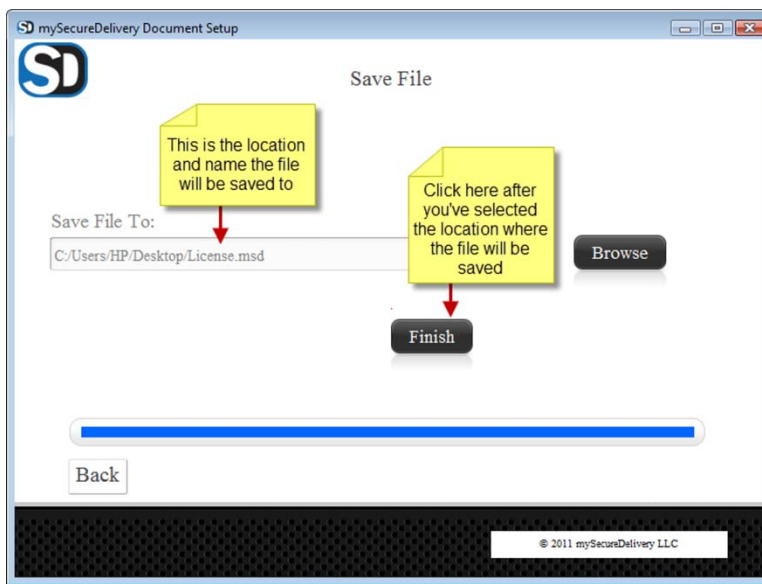 SD mySecureDelivery Document Setup
SD
Save File
This is the location
and name the file
will be saved to
Click here after
you've selected
the location where
the file will be
saved
Save File To:
C:/Users/HP/Desktop/License.msd
Browse
Finish
Back
© 2011 mySecureDelivery LLC